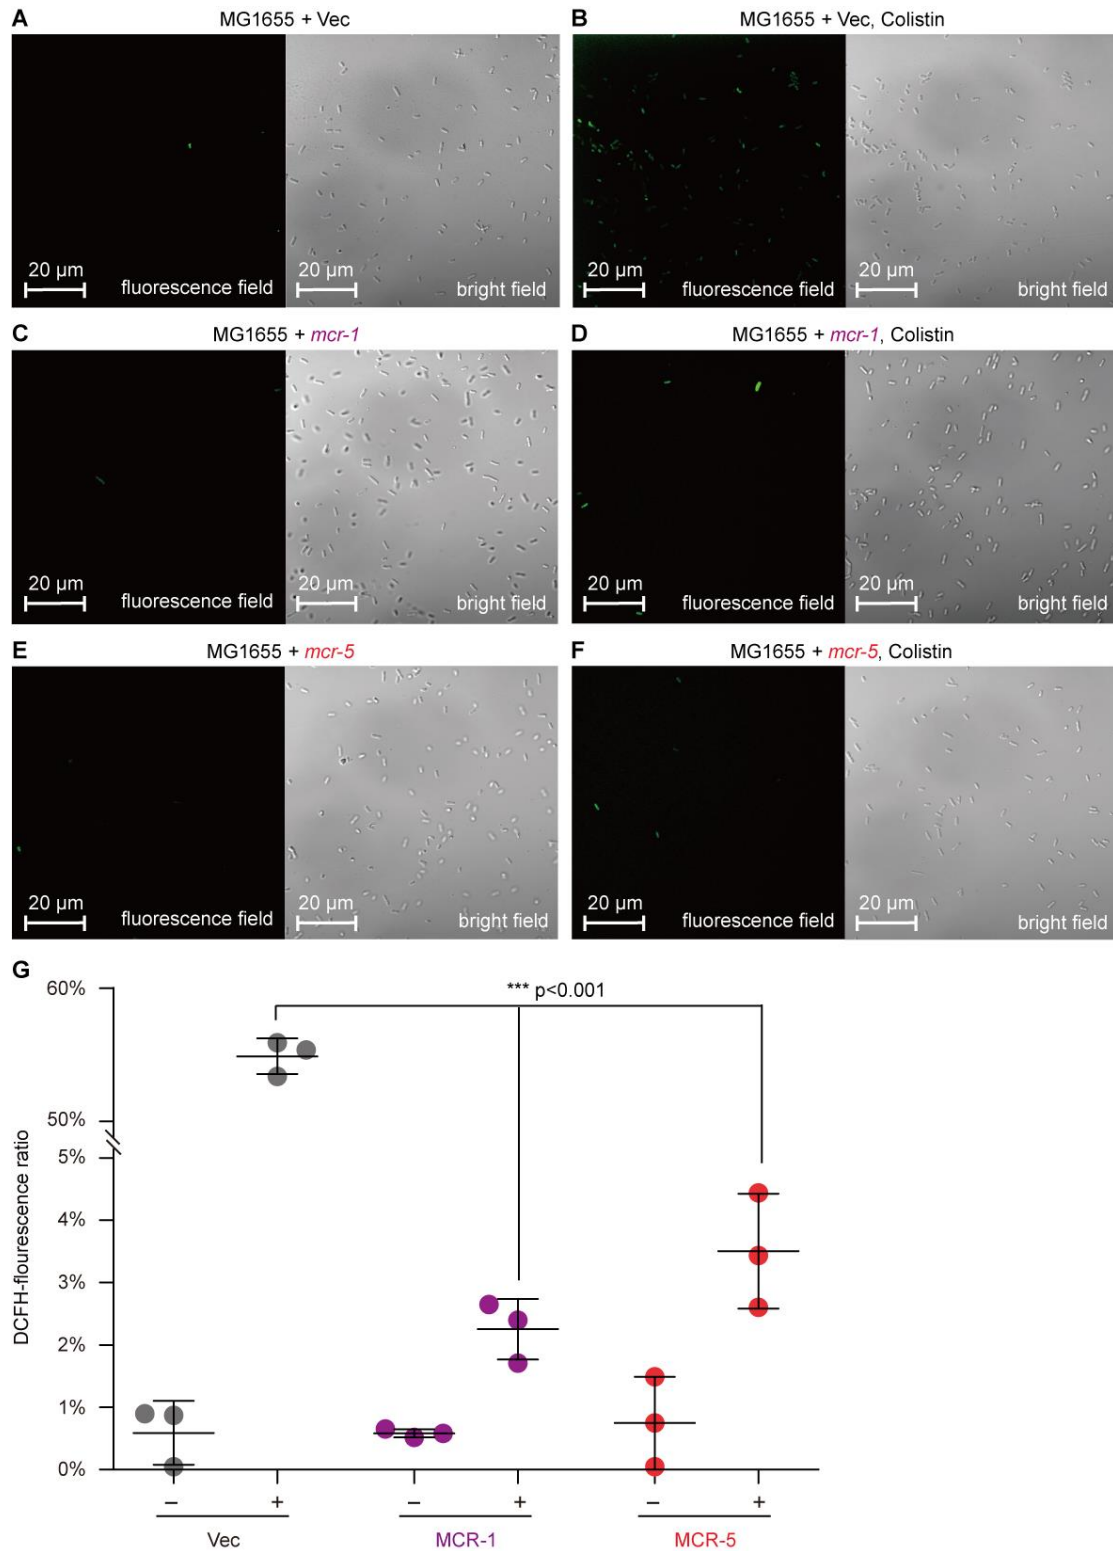 A MG1655 + Vec
B MG1655 + Vec, Colistin
20 µm fluorescence field
20 µm bright field
20 µm fluorescence field
20 µm bright field
C MG1655 + mcr-1
D MG1655 + mcr-1, Colistin
20 µm fluorescence field
20 µm bright field
20 µm fluorescence field
20 µm bright field
E MG1655 + mcr-5
F MG1655 + mcr-5, Colistin
20 µm fluorescence field
20 µm bright field
20 µm fluorescence field
20 µm bright field
G
*** p<0.001
DCFH-flourescence ratio
60%
50%
5%
4%
3%
2%
1%
0%
– + – + – +
Vec MCR-1 MCR-5